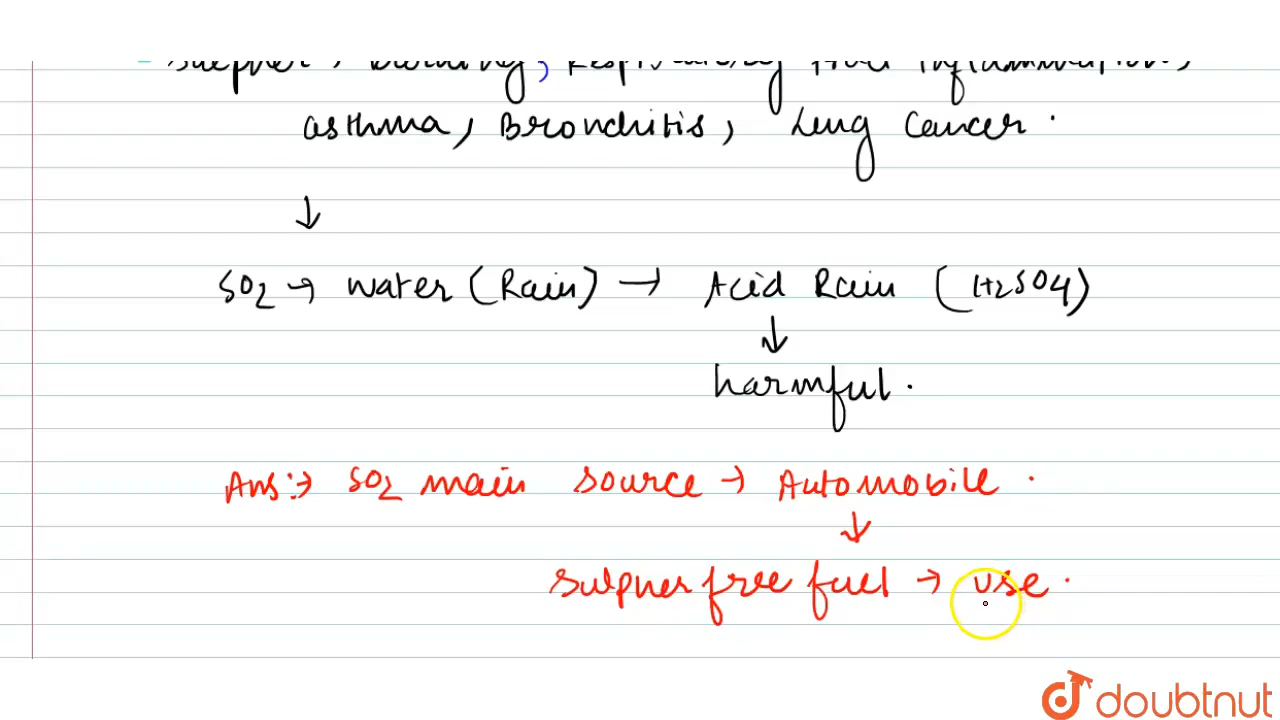 asthma, Bronchitis, Lung Cancer.
↓
SO2 → water (Rain) → Acid Rain (H2SO4)
↓
harmful.
Ans:→ SO2 main source → Automobile.
↓
sulpher free fuel → use.
doubtnut